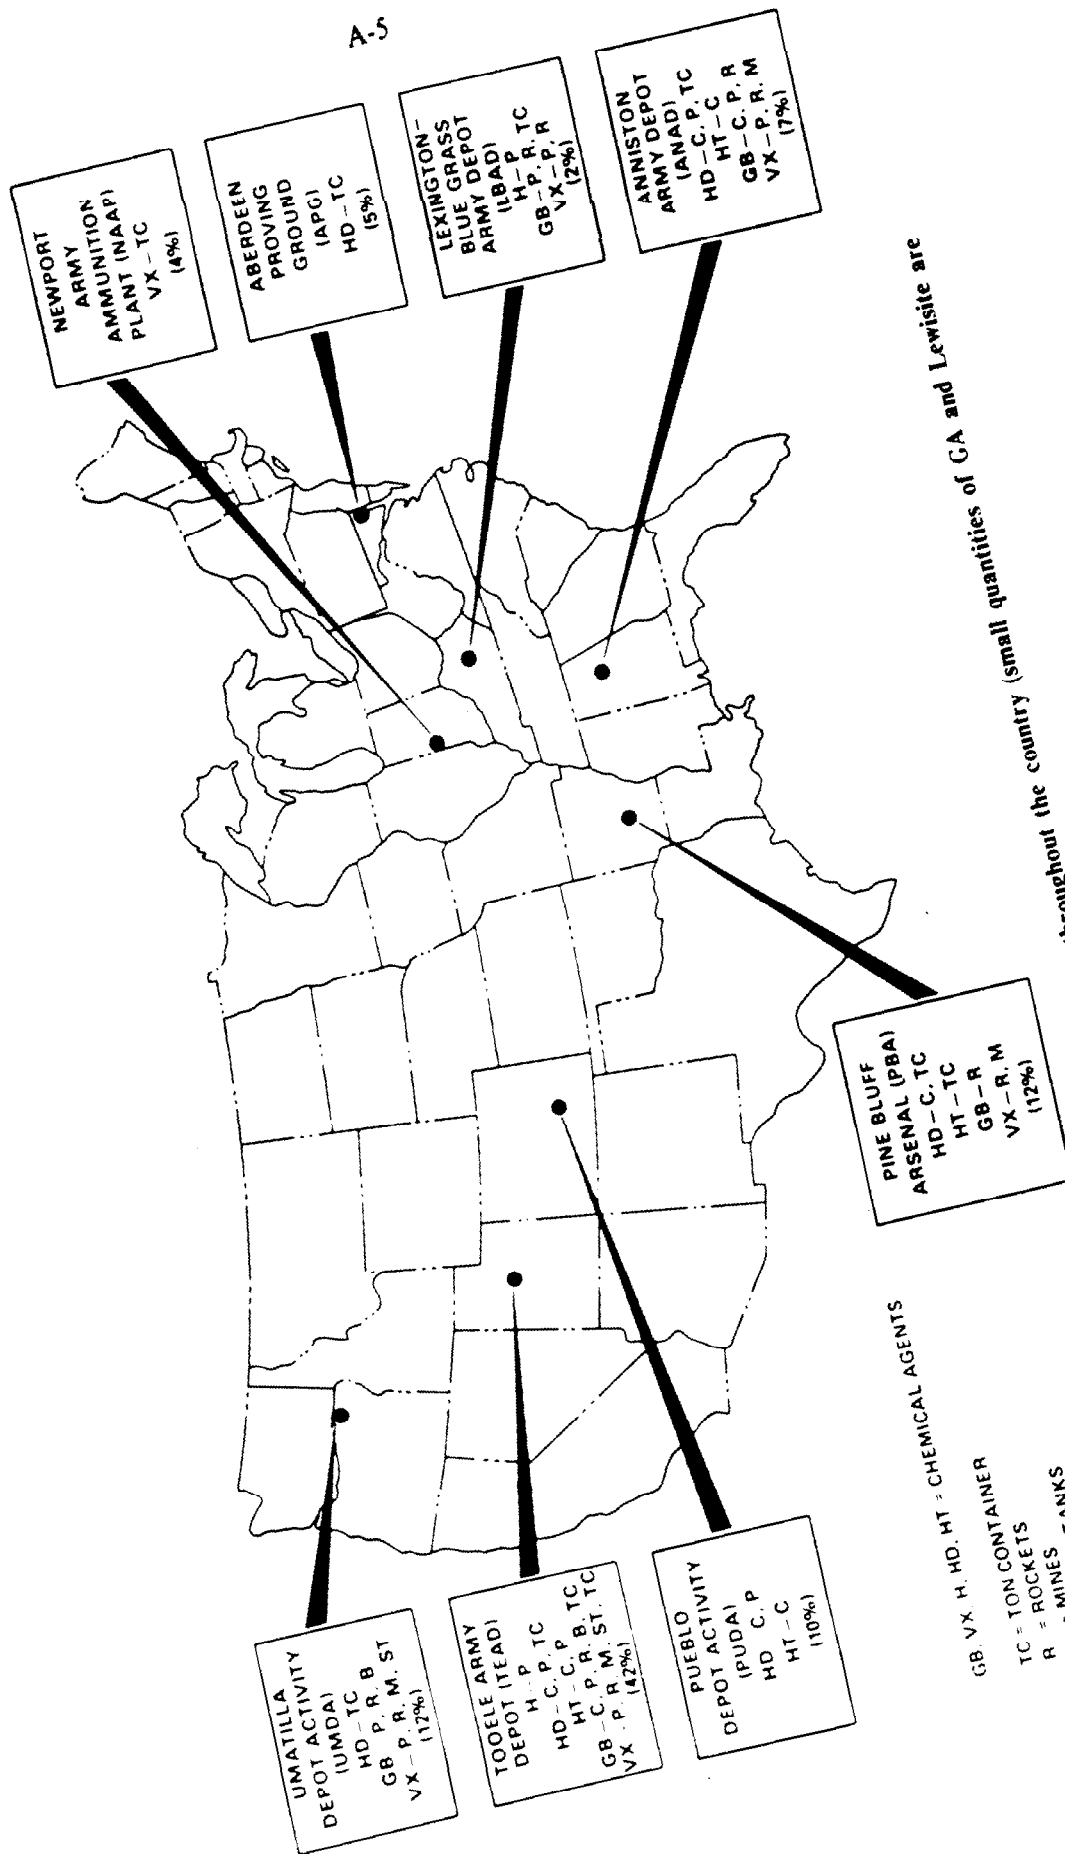 A-5
NEWPORT
ARMY
AMMUNITION
PLANT (NAAP)
VX – TC
(4%)
ABERDEEN
PROVING
GROUND
(APG)
HD – TC
(5%)
LEXINGTON–
BLUE GRASS
BLUE GRASS DEPOT
ARMY DEPOT
(LBAD)
H – P
GB – P, R, TC
VX – P, R
(2%)
ANNISTON
ARMY DEPOT
(ANAD)
HD – C, P, TC
HT – C
GB – C, P, R
VX – P, R, M
(7%)
UMATILLA
DEPOT ACTIVITY
(UMDA)
HD – TC
GB P, R, B
VX – P, R, M, ST
(12%)
TOOELE ARMY
DEPOT (TEAD)
H – P
HD – C, P, TC
HT – C, P
GB – C, P, R, B, TC
VX – P, R, M, ST, TC
(42%)
PUEBLO
DEPOT ACTIVITY
(PUDA)
HD C, P
HT – C
(10%)
PINE BLUFF
ARSENAL (PBA)
HD – C, TC
HT – TC
GB – R
VX – R, M
(12%)
GB, VX, H, HD, HT = CHEMICAL AGENTS
TC = TON CONTAINER
R = ROCKETS
= MINES
throughout the country (small quantities of GA and Lewisite are